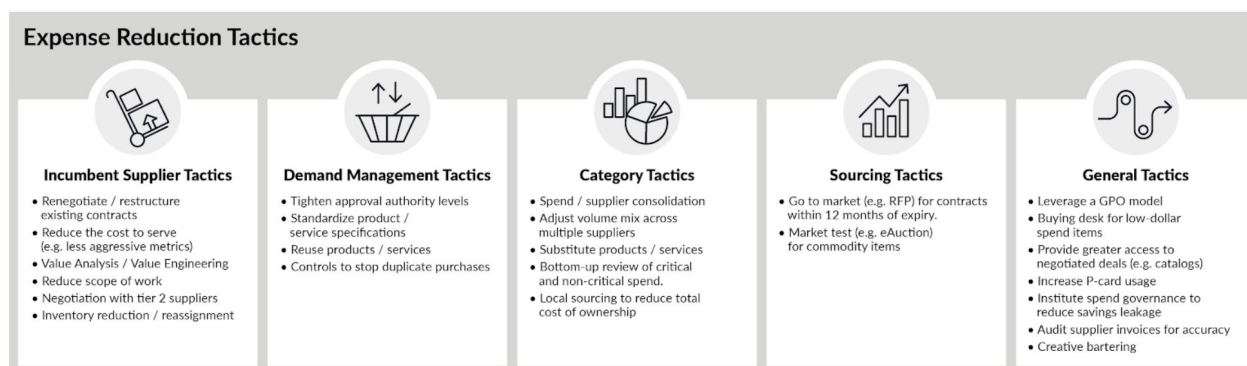 Expense Reduction Tactics
Incumbent Supplier Tactics
• Renegotiate / restructure
existing contracts
• Reduce the cost to serve
(e.g. less aggressive metrics)
• Value Analysis / Value Engineering
• Reduce scope of work
• Negotiation with tier 2 suppliers
• Inventory reduction / reassignment
Demand Management Tactics
• Tighten approval authority levels
• Standardize product /
service specifications
• Reuse products / services
• Controls to stop duplicate purchases
Category Tactics
• Spend / supplier consolidation
• Adjust volume mix across
multiple suppliers
• Substitute products / services
• Bottom-up review of critical
and non-critical spend.
• Local sourcing to reduce total
cost of ownership
Sourcing Tactics
• Go to market (e.g. RFP) for contracts
within 12 months of expiry.
• Market test (e.g. eAuction)
for commodity items
General Tactics
• Leverage a GPO model
• Buying desk for low-dollar
spend items
• Provide greater access to
negotiated deals (e.g. catalogs)
• Increase P-card usage
• Institute spend governance to
reduce savings leakage
• Audit supplier invoices for accuracy
• Creative bartering